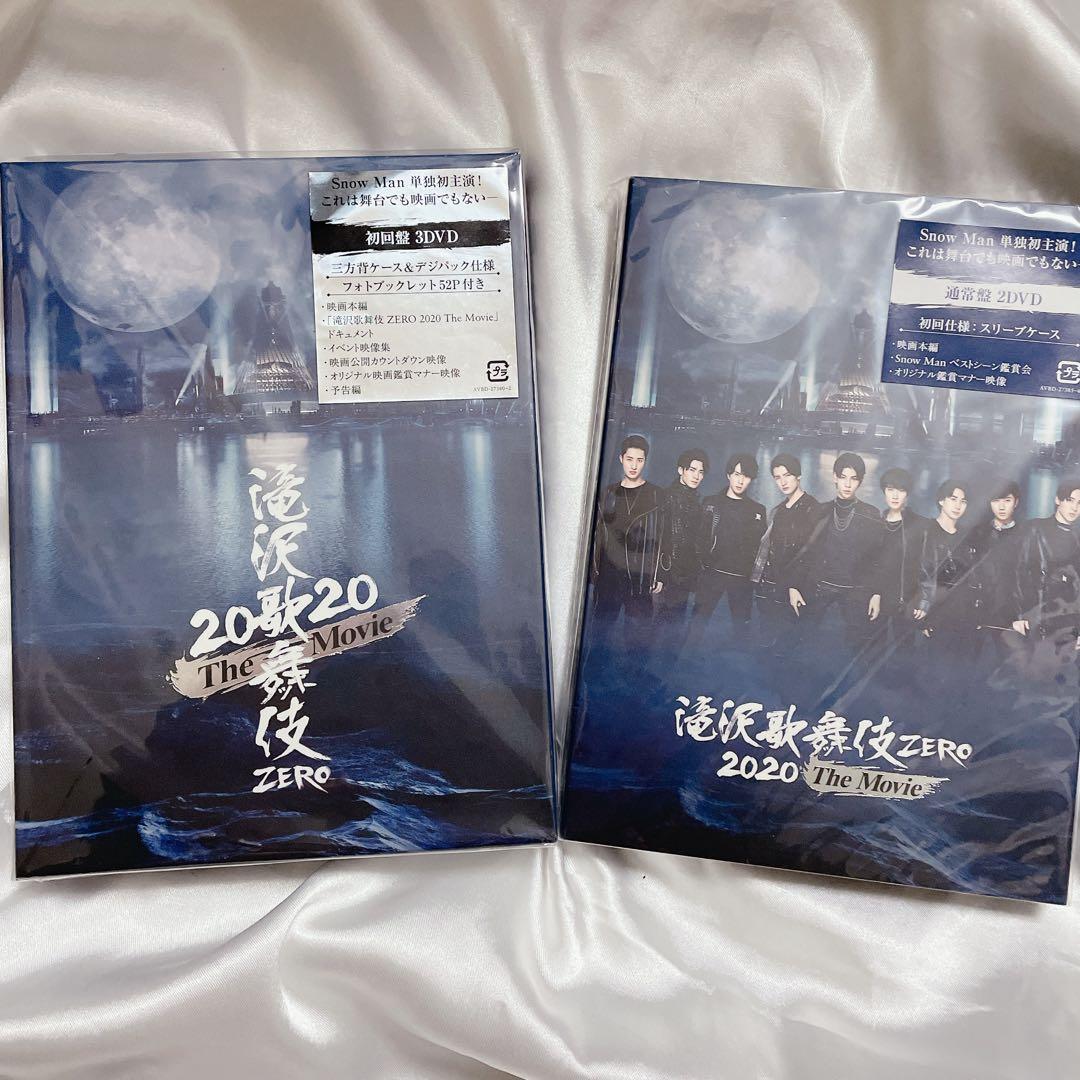 Snow Man 単独初主演!
これは舞台でも映画でもない―
初回盤 3DVD
三方背ケース&デジパック仕様
フォトブックレット52P付き
・映画本編
・「滝沢歌舞伎 ZERO 2020 The Movie」
ドキュメント
・イベント映像集
・映画公開カウントダウン映像
・オリジナル映画鑑賞マナー映像
・予告編
プラ
滝沢歌舞伎
2020
The Movie
ZERO
Snow Man 単独初主演!
これは舞台でも映画でもない―
通常盤 2DVD
初回仕様:スリーブケース
・映画本編
・Snow Man ベストシーン鑑賞会
・オリジナル鑑賞マナー映像
プラ
滝沢歌舞伎ZERO
2020 The Movie